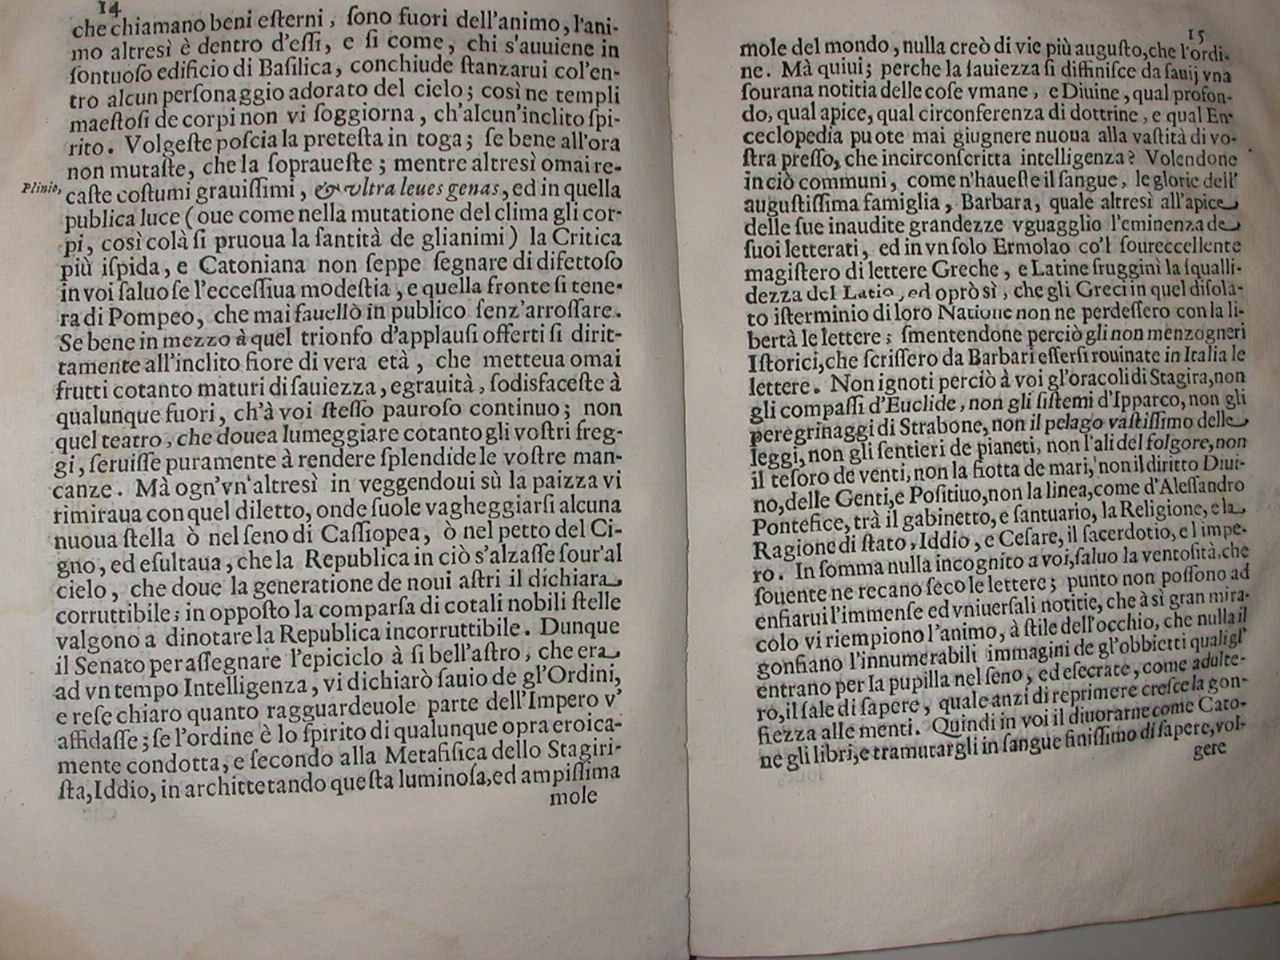 14
che chiamano beni eſterni, ſono fuori dell'animo, l'ani-
mo altresì è dentro d'eſſi, e ſi come, chi s'auuiene in
ſontuoſo edificio di Baſilica, conchiude ſtanzarui col'en-
tro alcun perſonaggio adorato del cielo; così ne templi
maeſtoſi de corpi non vi ſoggiorna, ch'alcun'inclito ſpi-
rito. Volgeſte poſcia la preteſta in toga; ſe bene all'ora
non mutaſte, che la ſopraueſte; mentre altresì omai re-
Plinio,
caſte coſtumi grauiſſimi, & vltra leues genas, ed in quella
publica luce (oue come nella mutatione del clima gli cor-
pi, così colà ſi pruoua la ſantità de glianimi) la Critica
più iſpida, e Catoniana non ſeppe ſegnare di difettoſo
in voi ſaluo ſe l'ecceſſiua modeſtia, e quella fronte ſi tene-
ra di Pompeo, che mai fauellò in publico ſenz'arroſſare.
Se bene in mezzo à quel trionfo d'applauſi offerti ſi dirit-
tamente all'inclito fiore di vera età, che metteua omai
frutti cotanto maturi di ſauiezza, egrauità, ſodisfaceſte à
qualunque fuori, ch'à voi ſteſſo pauroſo continuo; non
quel teatro, che douea lumeggiare cotanto gli voſtri freg-
gi, ſeruiſſe puramente à rendere ſplendide le voſtre man-
canze. Mà ogn'vn'altresì in veggendoui sù la paizza vi
rimiraua con quel diletto, onde ſuole vagheggiarſi alcuna
nuoua ſtella ò nel ſeno di Caſſiopea, ò nel petto del Ci-
gno, ed eſultaua, che la Republica in ciò s'alzaſſe ſour'al
cielo, che doue la generatione de noui aſtri il dichiara
corruttibile; in oppoſto la comparſa di cotali nobili ſtelle
valgono a dinotare la Republica incorruttibile. Dunque
il Senato per aſſegnare l'epiciclo à ſi bell'aſtro, che era
ad vn tempo Intelligenza, vi dichiarò ſauio de gl'Ordini,
e reſe chiaro quanto ragguardeuole parte dell'Impero v'
affidaſſe; ſe l'ordine è lo ſpirito di qualunque opra eroica-
mente condotta, e ſecondo alla Metafiſica dello Stagiri-
ſta, Iddio, in archittetando queſta luminoſa, ed ampiſſima
mole
15
mole del mondo, nulla creò di vie più auguſto, che l'ordi-
ne. Mà quiui; perche la ſauiezza ſi diffiniſce da ſauij vna
ſourana notitia delle coſe vmane, e Diuine, qual profon-
do, qual apice, qual circonferenza di dottrine, e qual En-
ceclopedia puote mai giugnere nuoua alla vaſtità di vo-
ſtra preſſo, che incirconſcritta intelligenza? Volendone
in ciò communi, come n'haueſte il ſangue, le glorie dell'
auguſtiſſima famiglia, Barbara, quale altresì all'apice
delle ſue inaudite grandezze vguagglio l'eminenza de
ſuoi letterati, ed in vn ſolo Ermolao co'l ſoureccellente
magiſtero di lettere Greche, e Latine ſruggini la ſqualli-
dezza del Latio, ed oprò sì, che gli Greci in quel diſola-
to iſterminio di loro Natione non ne perdeſſero con la li-
bertà le lettere; ſmentendone perciò gli non menzogneri
Iſtorici, che ſcriſſero da Barbari eſſerſi rouinate in Italia le
lettere. Non ignoti perciò à voi gl'oracoli di Stagira, non
gli compaſſi d'Euclide, non gli ſiſtemi d'Ipparco, non gli
peregrinaggi di Strabone, non il pelago vaſtiſſimo delle
leggi, non gli ſentieri de pianeti, non l'ali del folgore, non
il teſoro de venti, non la fiotta de mari, non il diritto Diui-
no, delle Genti, e Poſitiuo, non la linea, come d'Aleſſandro
Pontefice, trà il gabinetto, e ſantuario, la Religione, e la
Ragione di ſtato, Iddio, e Ceſare, il ſacerdotio, e l impe-
ro. In ſomma nulla incognito a voi, ſaluo la ventoſità, che
ſouente ne recano ſeco le lettere; punto non poſſono ad
enfiarui l'immenſe ed vniuerſali notitie, che à sì gran mira-
colo vi riempiono l'animo, à ſtile dell'occhio, che nulla il
gonfiano l'innumerabili immagini de gl'obbietti quali gl'
entrano per la pupilla nel ſeno, ed eſecrate, come adulte-
ro, il ſale di ſapere, quale anzi di reprimere creſce la gon-
fiezza alle menti. Quindi in voi il diuorarne come Cato-
ne gli libri, e tramutargli in ſangue finiſſimo di ſapere, vol-
gere